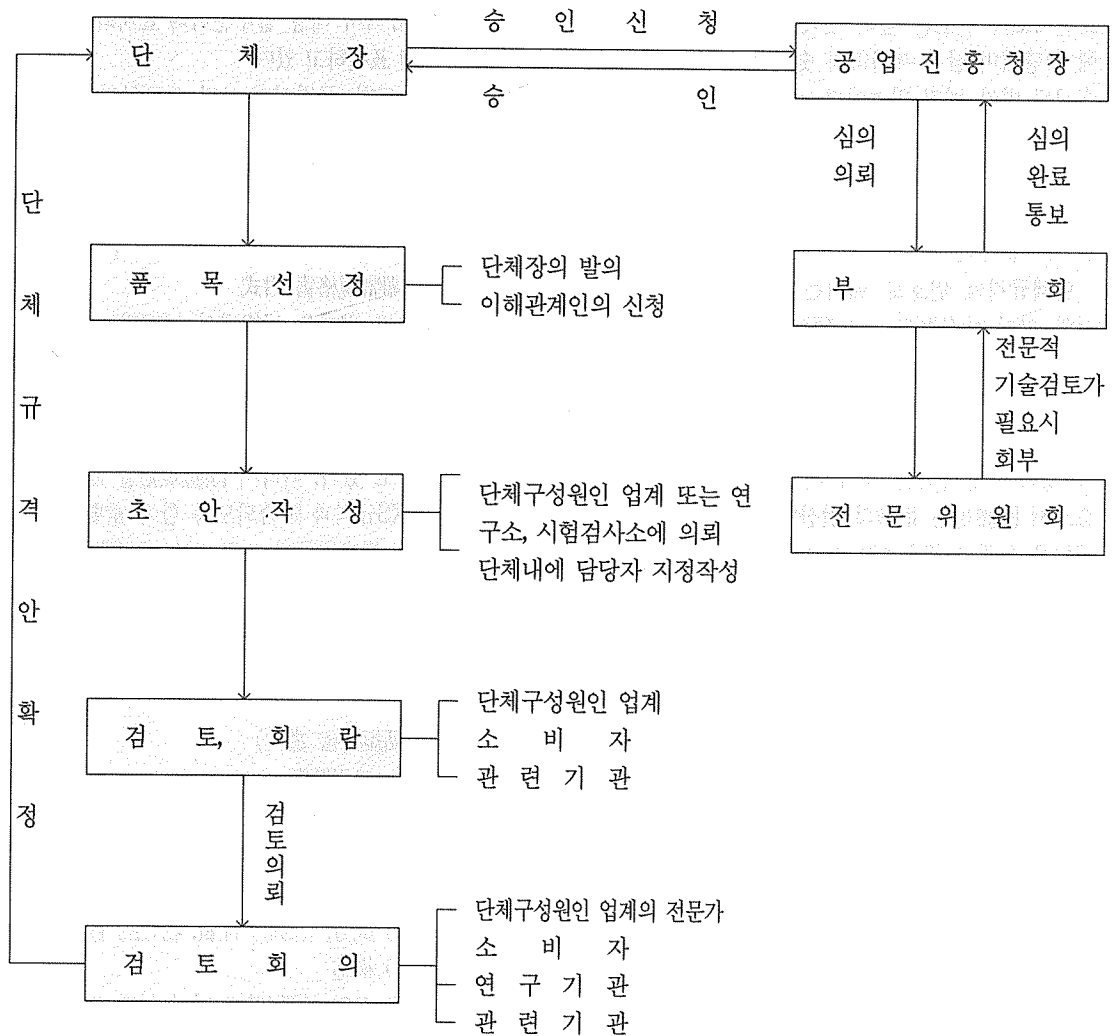 승 인 신 청
단 체 장
공 업 진 흥 청 장
승 인
심의
의뢰
심의
완료
통보
단 체 규 격 안 확 정
품 목 선 정
단체장의 발의
이해관계인의 신청
부 회
전문적
기술검토가
필요시
회부
초 안 작 성
단체구성원인 업계 또는 연
구소, 시험검사소에 의뢰
단체내에 담당자 지정작성
전 문 위 원 회
검 토, 회 람
단체구성원인 업계
소 비 자
관 련 기 관
검토의뢰
검 토 회 의
단체구성원인 업계의 전문가
소 비 자
연 구 기 관
관 련 기 관